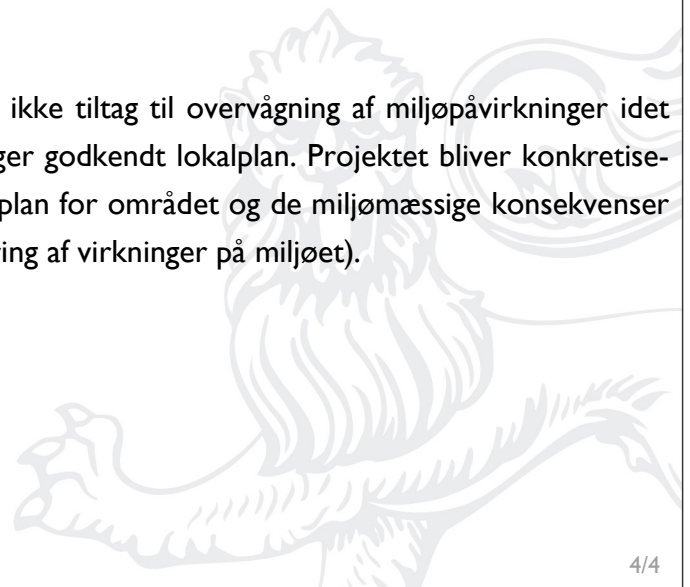 ikke tiltag til overvågning af miljøpåvirkninger idet
ger godkendt lokalplan. Projektet bliver konkretise-
plan for området og de miljømæssige konsekvenser
ing af virkninger på miljøet).
4/4